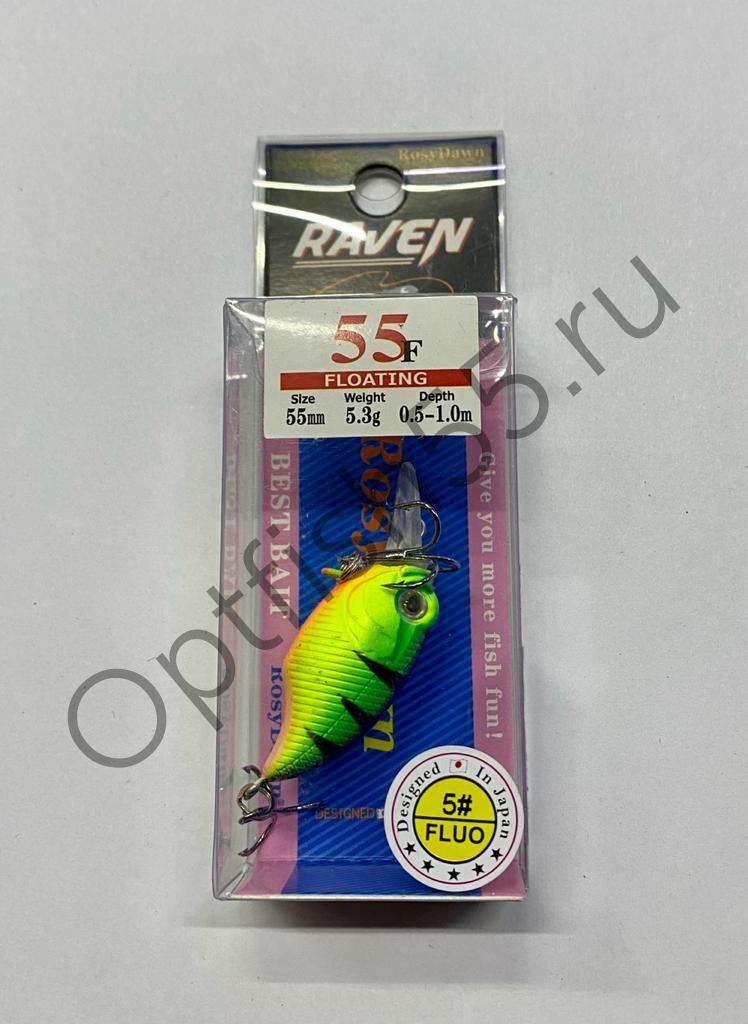 RosyDawn
RAVEN
55F
FLOATING
Size Weight Depth
55mm 5.3g 0.5-1.0m
BEST BAIT
Give you more fish fun!
DESIGNED
Designed In Japan
5#
FLUO
Optfish55.ru